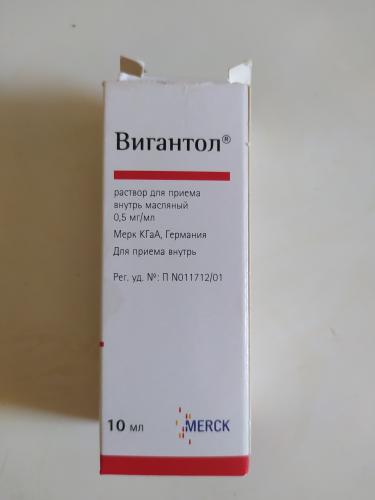 Вигантол®
раствор для приема
внутрь масляный
0,5 мг/мл
Мерк КГаА, Германия
Для приема внутрь
Рег. уд. №: П N011712/01
10 мл
MERCK